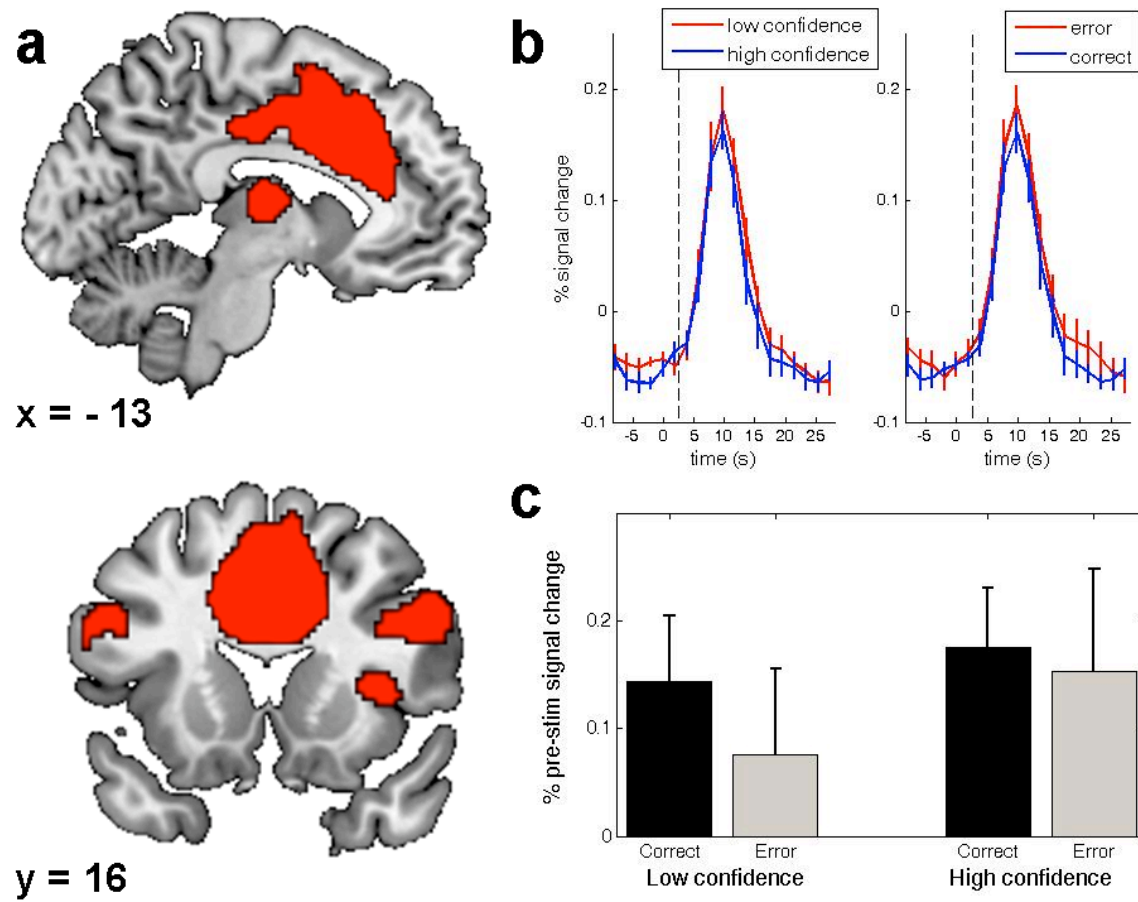 a
x = - 13
y = 16
b
low confidence
high confidence
error
correct
% signal change
0.2
0.1
0
-0.1
-5 0 5 10 15 20 25
time (s)
0.2
0.1
0
-0.1
-5 0 5 10 15 20 25
time (s)
c
% pre-stim signal change
0.2
0.1
0
Correct Error Correct Error
Low confidence High confidence